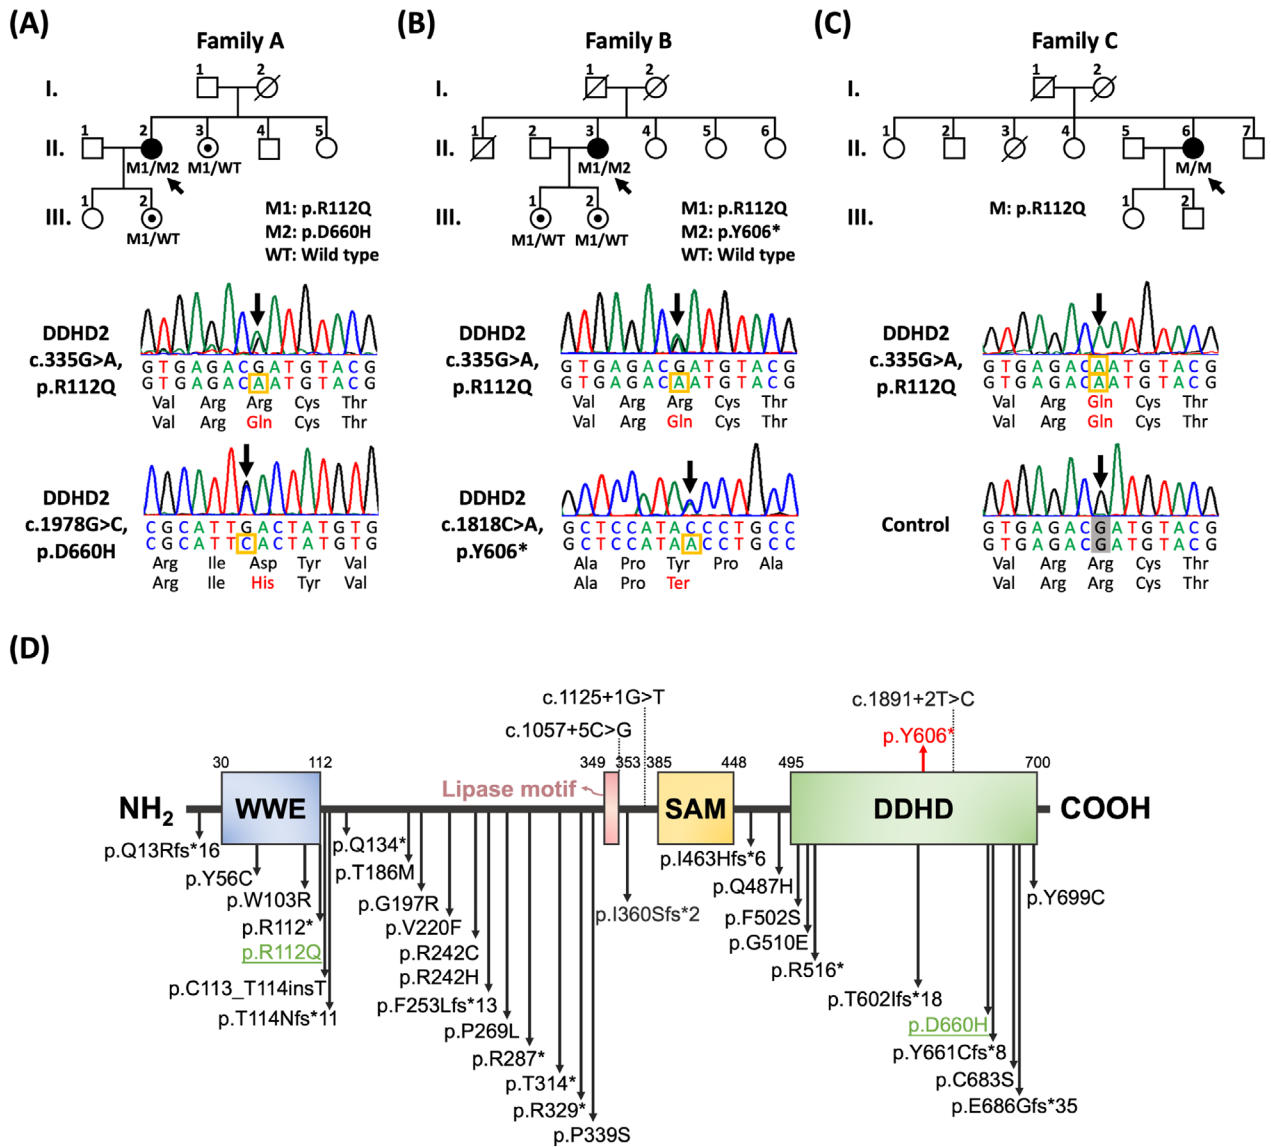 (A)
Family A
1
2
I.
1
2
3
4
5
II.
M1/M2
M1/WT
1
2
III.
M1/WT
M1: p.R112Q
M2: p.D660H
WT: Wild type
DDHD2
c.335G>A,
p.R112Q
G T G A G A C G A T G T A C G
G T G A G A C A A T G T A C G
Val Arg Arg Cys Thr
Val Arg Gln Cys Thr
DDHD2
c.1978G>C,
p.D660H
C G C A T T G A C T A T G T G
C G C A T T C A C T A T G T G
Arg Ile Asp Tyr Val
Arg Ile His Tyr Val
(B)
Family B
1
2
1
2
3
4
5
6
II.
M1/M2
1
2
M1/WT
M1/WT
M1: p.R112Q
M2: p.Y606*
WT: Wild type
DDHD2
c.335G>A,
p.R112Q
G T G A G A C G A T G T A C G
G T G A G A C A A T G T A C G
Val Arg Arg Cys Thr
Val Arg Gln Cys Thr
DDHD2
c.1818C>A,
p.Y606*
G C T C C A T A C C C T G C C
G C T C C A T A A C C T G C C
Ala Pro Tyr Pro Ala
Ala Pro Ter
(C)
Family C
I.
1
2
II.
1
2
3
4
5
6
7
M/M
III.
1
2
M: p.R112Q
DDHD2
c.335G>A,
p.R112Q
G T G A G A C A A T G T A C G
G T G A G A C A A T G T A C G
Val Arg Gln Cys Thr
Val Arg Gln Cys Thr
Control
G T G A G A C G A T G T A C G
G T G A G A C G A T G T A C G
Val Arg Arg Cys Thr
Val Arg Arg Cys Thr
(D)
c.1125+1G>T
c.1891+2T>C
c.1057+5C>G
p.Y606*
30
112
349
353
385
448
495
700
Lipase motif
NH2
WWE
SAM
DDHD
COOH
p.Q13Rfs*16
p.Y56C
p.W103R
p.R112*
p.R112Q
p.C113_T114insT
p.T114Nfs*11
p.Q134*
p.T186M
p.G197R
p.V220F
p.R242C
p.R242H
p.F253Lfs*13
p.P269L
p.R287*
p.T314*
p.R329*
p.P339S
p.I360Sfs*2
p.I463Hfs*6
p.Q487H
p.F502S
p.G510E
p.R516*
p.T602Ifs*18
p.D660H
p.Y661Cfs*8
p.C683S
p.E686Gfs*35
p.Y699C